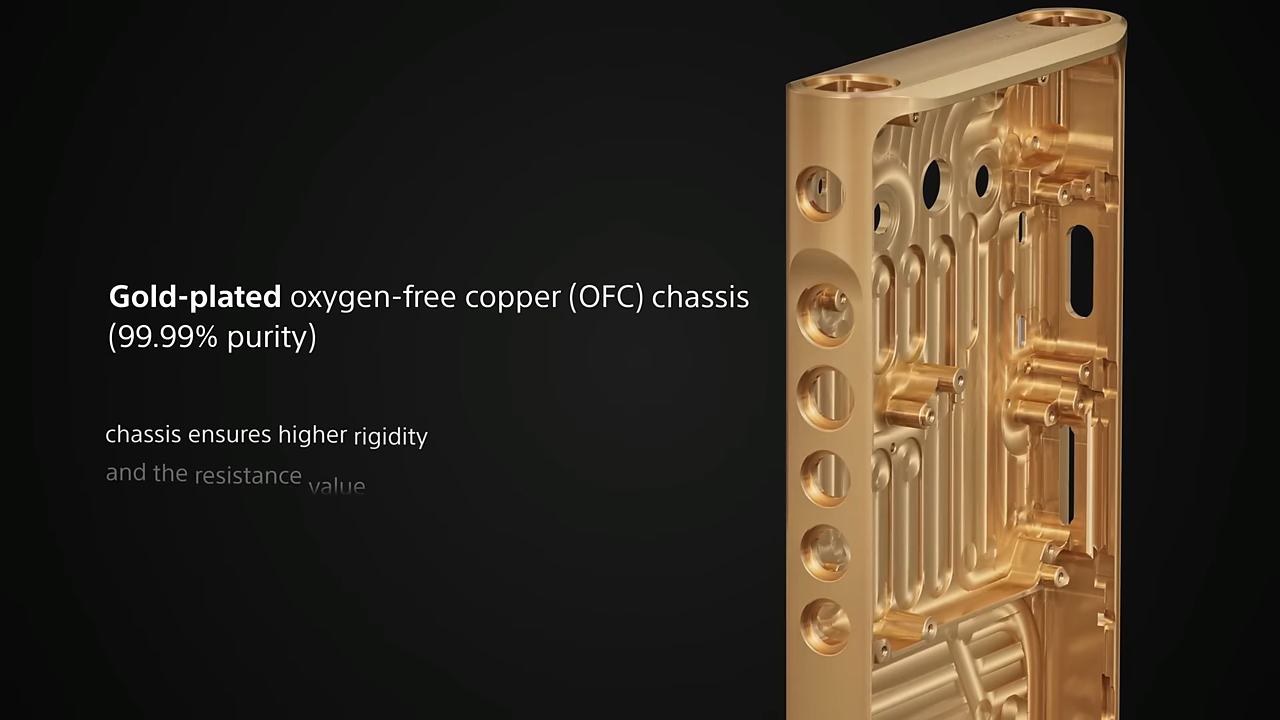 Gold-plated oxygen-free copper (OFC) chassis
(99.99% purity)
chassis ensures higher rigidity
and the resistance value